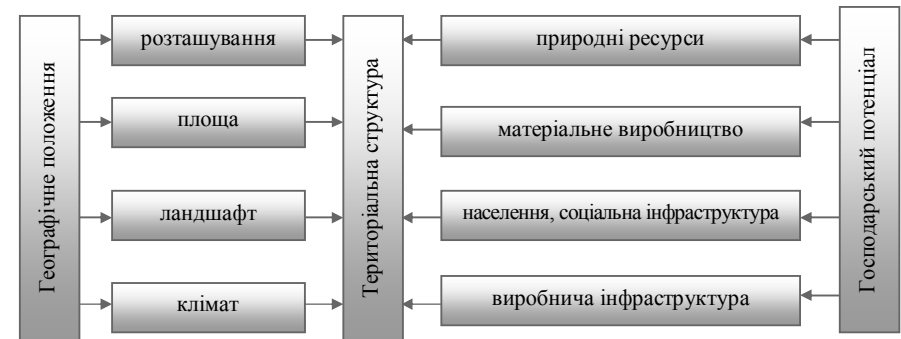 Географічне положення
розташування
площа
ландшафт
клімат
Територіальна структура
природні ресурси
матеріальне виробництво
населення, соціальна інфраструктура
виробнича інфраструктура
Господарський потенціал